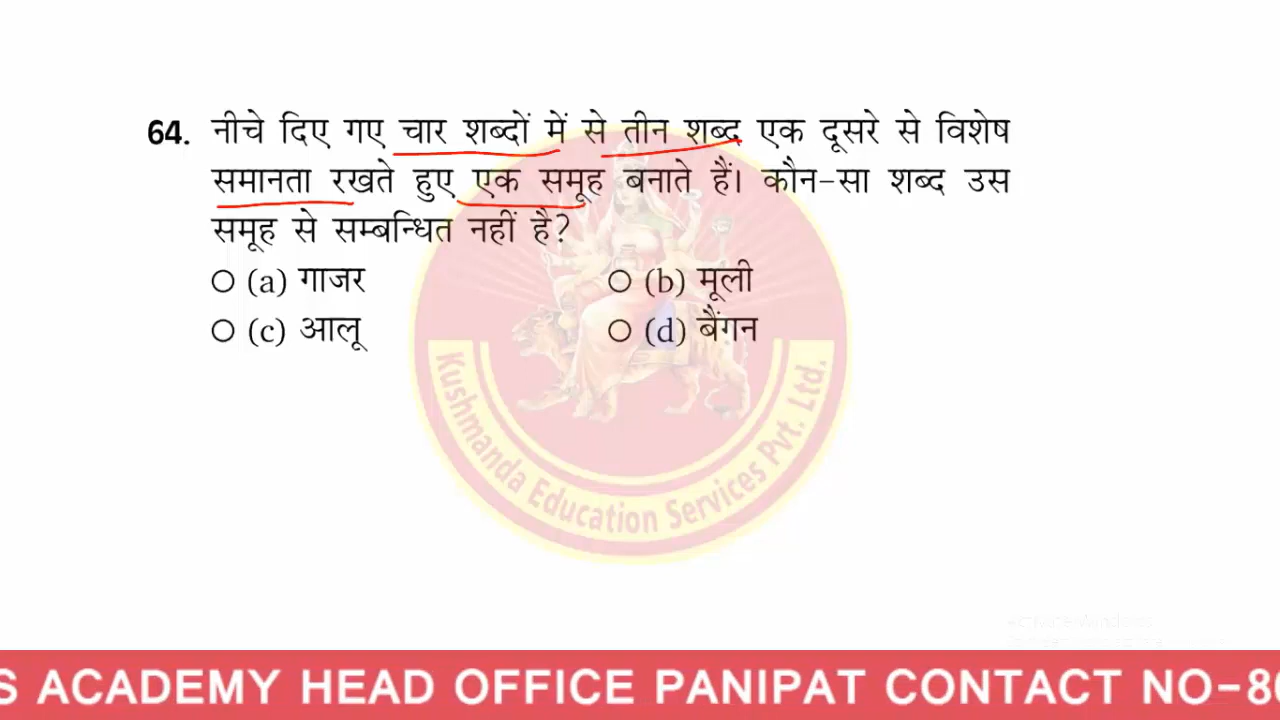 64. नीचे दिए गए चार शब्दों में से तीन शब्द एक दूसरे से विशेष
समानता रखते हुए एक समूह बनाते हैं। कौन-सा शब्द उस
समूह से सम्बन्धित नहीं है?
(a) गाजर (b) मूली
(c) आलू (d) बैंगन
Kushmanda Education Services Pvt. Ltd.
S ACADEMY HEAD OFFICE PANIPAT CONTACT NO-8